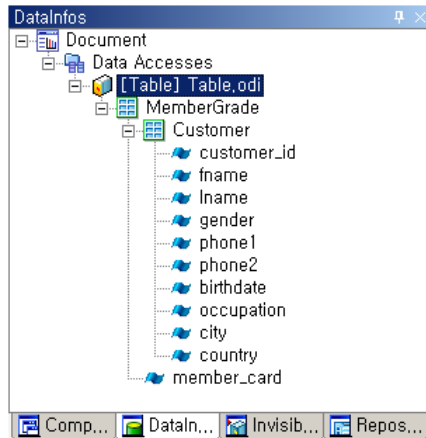 DataInfos
Document
Data Accesses
[Table] Table,odi
MemberGrade
Customer
customer_id
fname
lname
gender
phone1
phone2
birthdate
occupation
city
country
member_card
Comp... DataIn... Invisib... Repos...